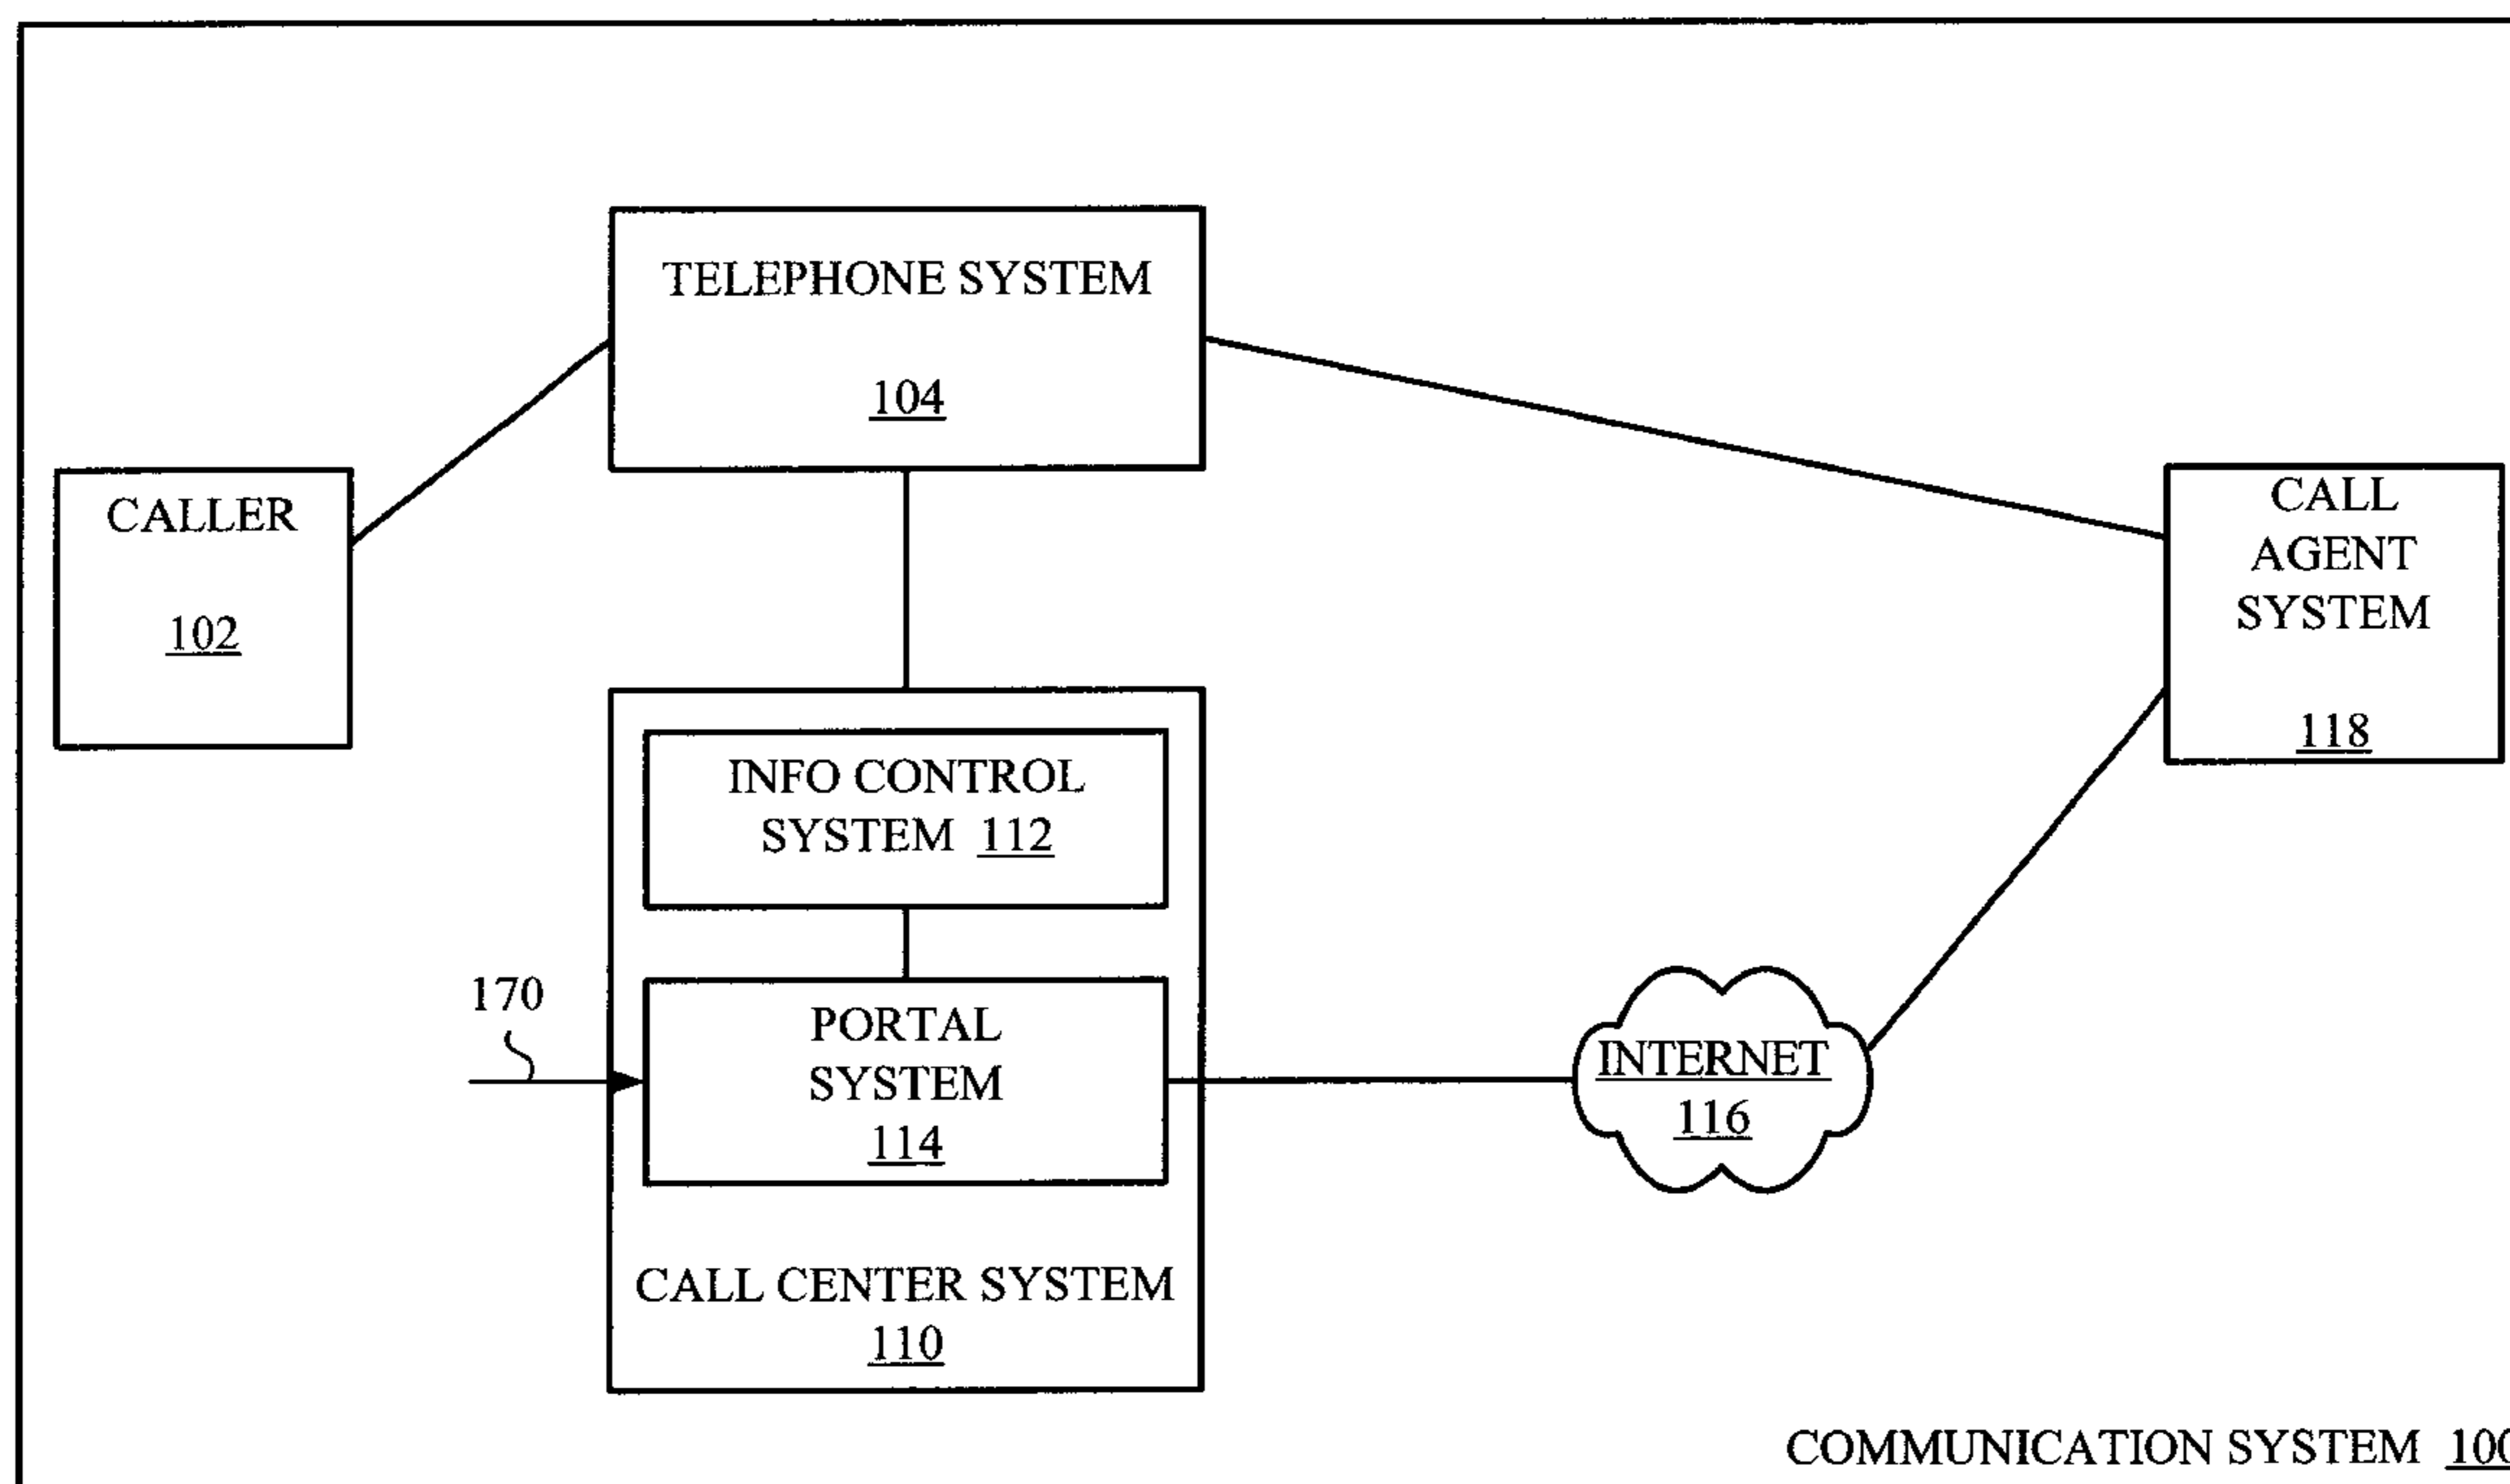 TELEPHONE SYSTEM
104
CALLER
102
CALL
AGENT
SYSTEM
118
INFO CONTROL
SYSTEM 112
170
PORTAL
SYSTEM
114
INTERNET
116
CALL CENTER SYSTEM
110
COMMUNICATION SYSTEM 100